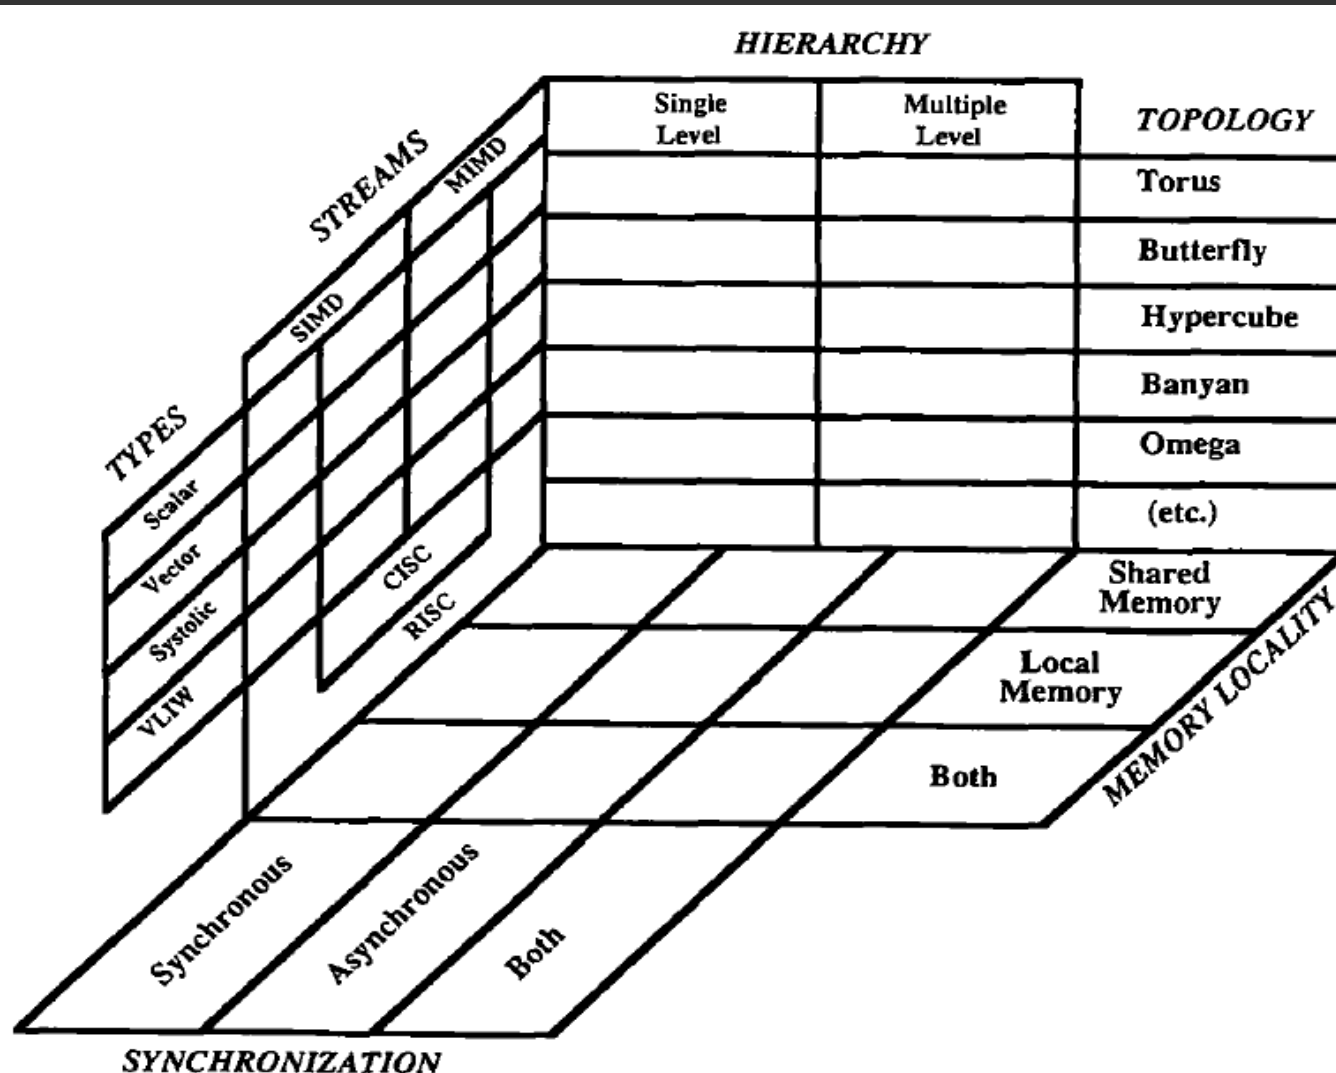 HIERARCHY
Single
Level
Multiple
Level
TOPOLOGY
Torus
Butterfly
Hypercube
Banyan
Omega
(etc.)
STREAMS
MIMD
SIMD
TYPES
Scalar
Vector
Systolic
VLIW
CISC
RISC
Shared
Memory
Local
Memory
Both
MEMORY LOCALITY
Synchronous
Asynchronous
Both
SYNCHRONIZATION